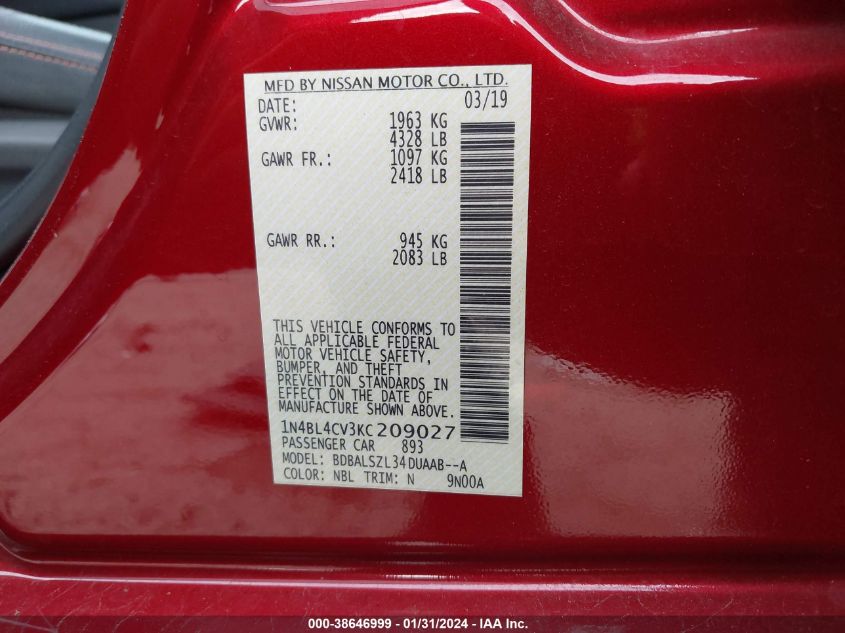 MFD BY NISSAN MOTOR CO., LTD.
DATE: 03/19
GVWR: 1963 KG
4328 LB
GAWR FR.: 1097 KG
2418 LB
GAWR RR.: 945 KG
2083 LB
THIS VEHICLE CONFORMS TO
ALL APPLICABLE FEDERAL
MOTOR VEHICLE SAFETY,
BUMPER, AND THEFT
PREVENTION STANDARDS IN
EFFECT ON THE DATE OF
MANUFACTURE SHOWN ABOVE.
1N4BL4CV3KC209027
PASSENGER CAR 893
MODEL: BDBALSZL34DUAAB--A
COLOR: NBL TRIM: N 9N00A
000-38646999 / 01/31/2024 - IAA Inc.